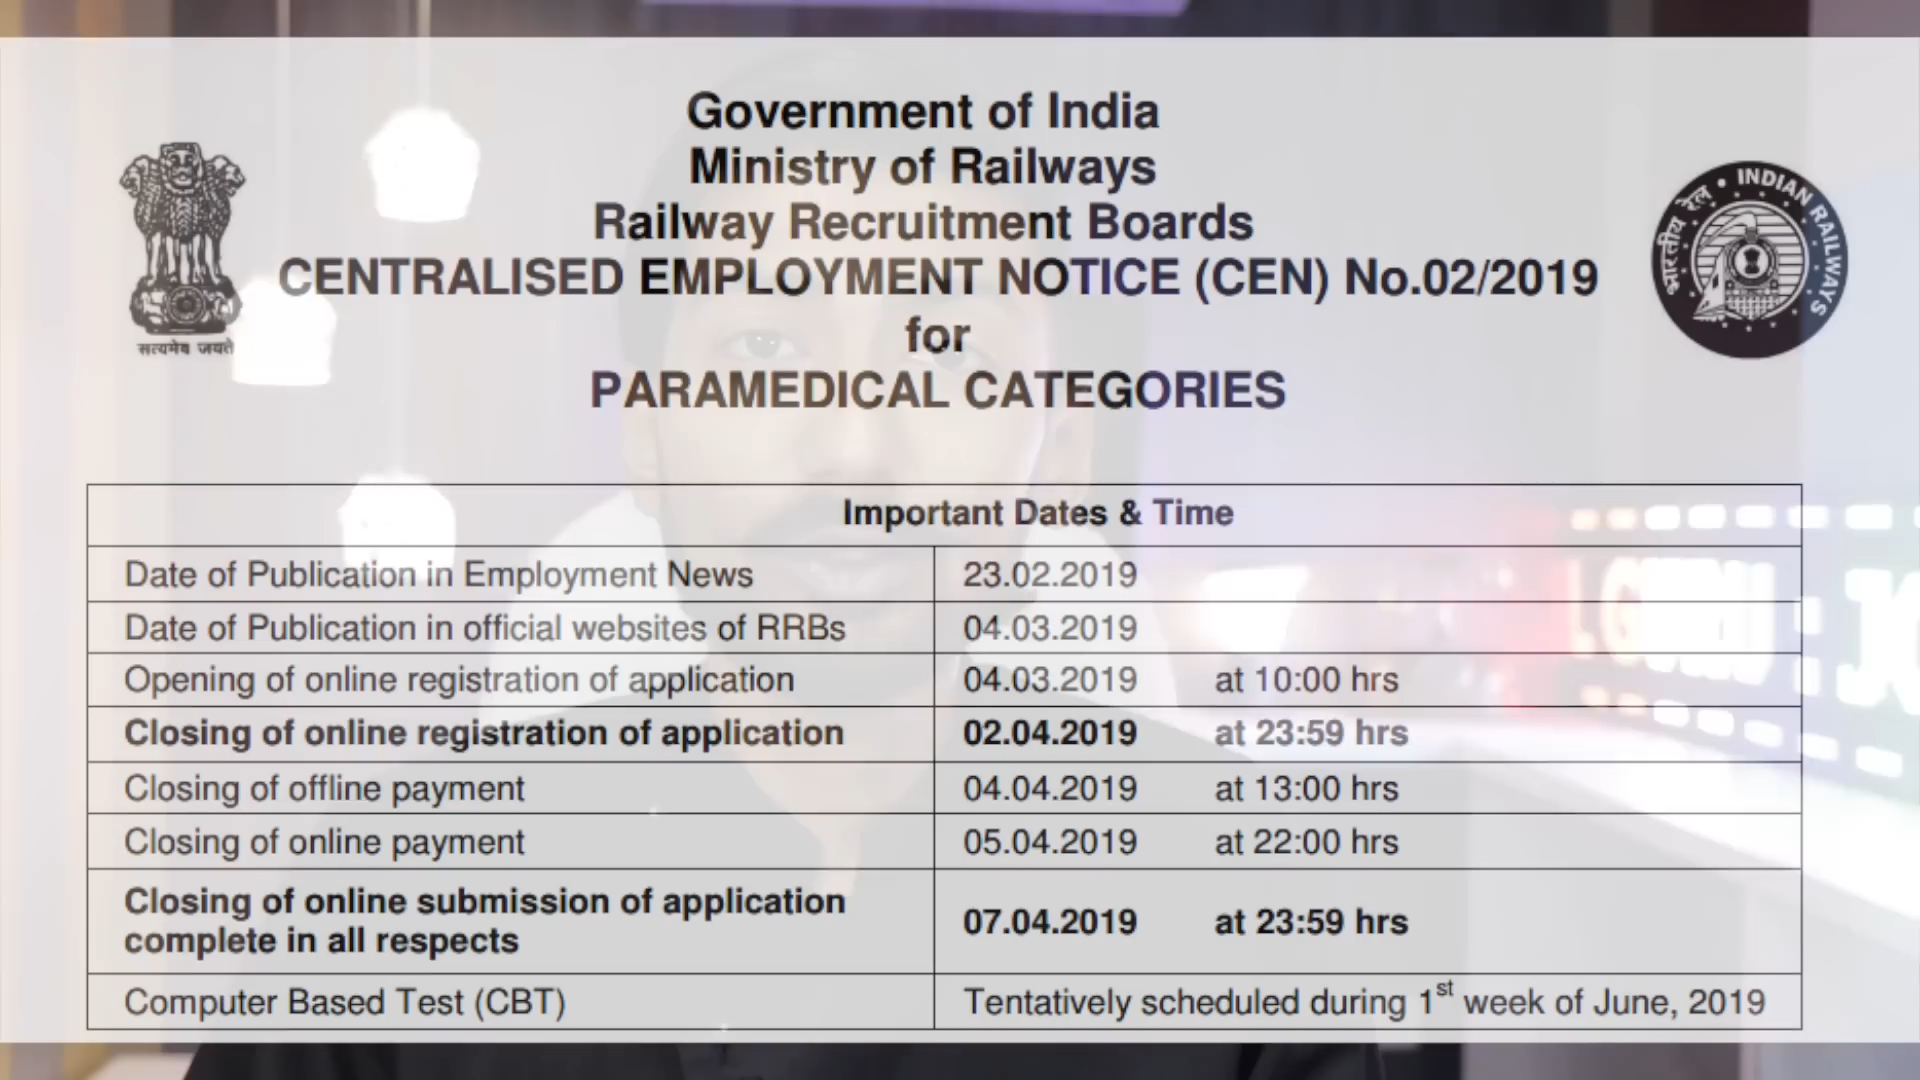 Government of India
Ministry of Railways
Railway Recruitment Boards
CENTRALISED EMPLOYMENT NOTICE (CEN) No.02/2019
for
PARAMEDICAL CATEGORIES
सत्यमेव जयते
भारतीय रेल • INDIAN RAILWAYS
Important Dates & Time
Date of Publication in Employment News 23.02.2019
Date of Publication in official websites of RRBs 04.03.2019
Opening of online registration of application 04.03.2019 at 10:00 hrs
Closing of online registration of application 02.04.2019 at 23:59 hrs
Closing of offline payment 04.04.2019 at 13:00 hrs
Closing of online payment 05.04.2019 at 22:00 hrs
Closing of online submission of application
complete in all respects 07.04.2019 at 23:59 hrs
Computer Based Test (CBT) Tentatively scheduled during 1st week of June, 2019